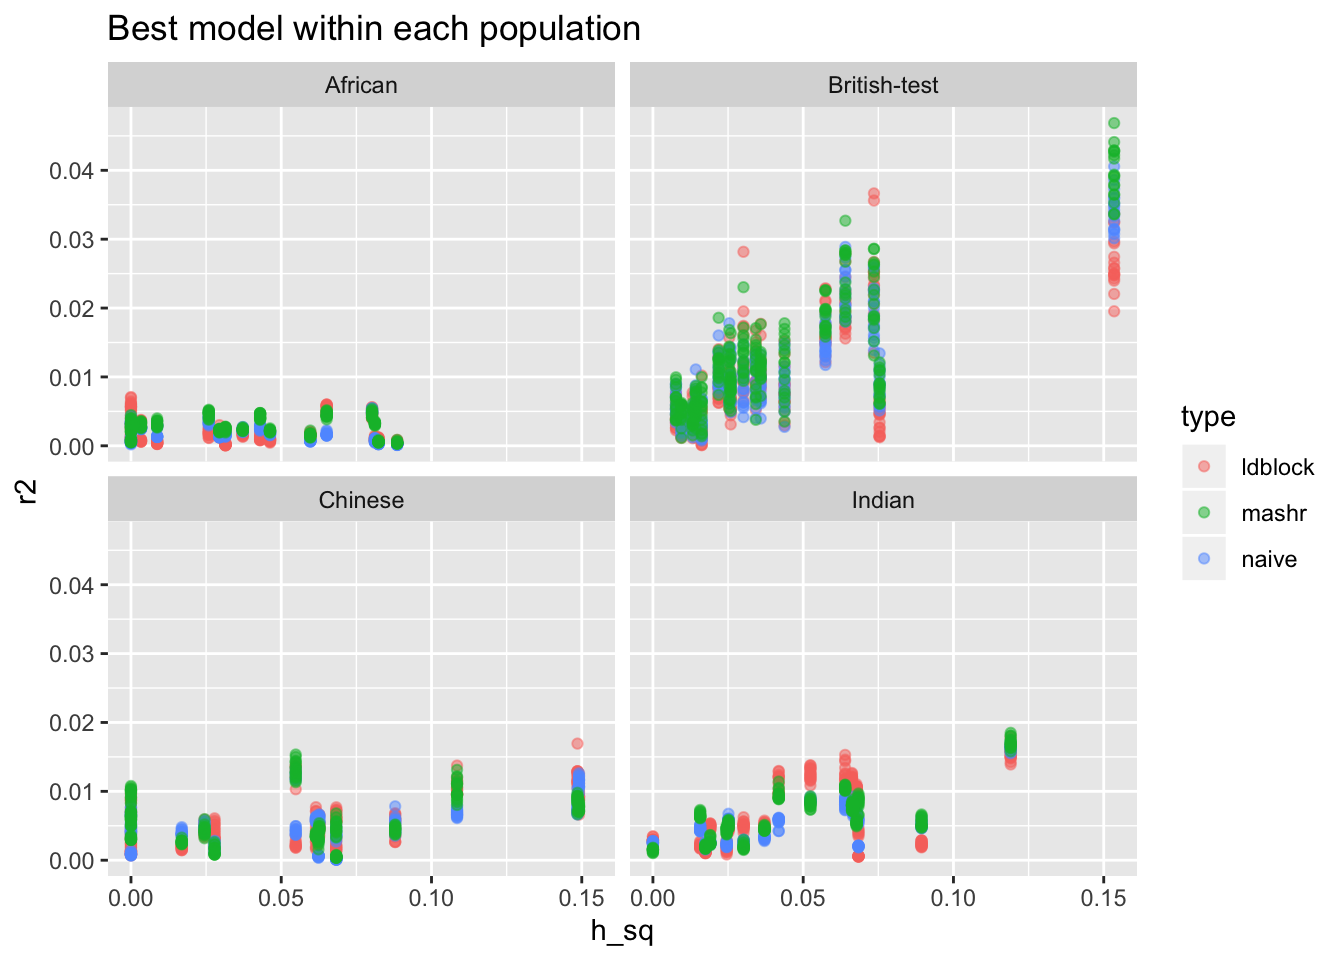 Best model within each population
African
British-test
0.04
0.03
0.02
0.01
0.00
Chinese
Indian
0.04
0.03
0.02
0.01
0.00
0.00
0.05
0.10
0.15
0.00
0.05
0.10
0.15
h_sq
r2
type
ldblock
mashr
naive